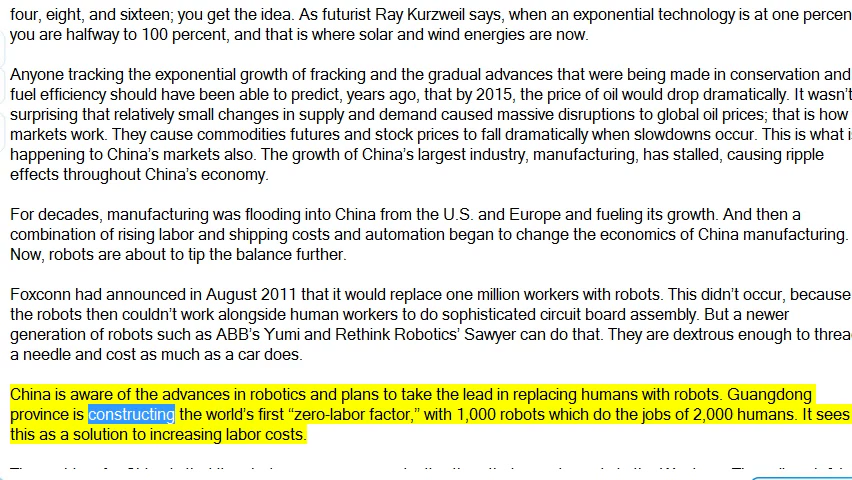 four, eight, and sixteen; you get the idea. As futurist Ray Kurzweil says, when an exponential technology is at one
you are halfway to 100 percent, and that is where solar and wind energies are now.
Anyone tracking the exponential growth of fracking and the gradual advances that were being made in conservation and
fuel efficiency should have been able to predict, years ago, that by 2015, the price of oil would drop dramatically. It wasn't
surprising that relatively small changes in supply and demand caused massive disruptions to global oil prices; that is how
markets work. They cause commodities futures and stock prices to fall dramatically when slowdowns occur. This is what
happening to China's markets also. The growth of China's largest industry, manufacturing, has stalled, causing ripple
effects throughout China's economy.
For decades, manufacturing was flooding into China from the U.S. and Europe and fueling its growth. And then a
combination of rising labor and shipping costs and automation began to change the economics of China manufacturing.
Now, robots are about to tip the balance further.
Foxconn had announced in August 2011 that it would replace one million workers with robots. This didn't occur, because
the robots then couldn't work alongside human workers to do sophisticated circuit board assembly. But a newer
generation of robots such as ABB's Yumi and Rethink Robotics' Sawyer can do that. They are dextrous enough to
a needle and cost as much as a car does.
China is aware of the advances in robotics and plans to take the lead in replacing humans with robots. Guangdong
province is constructing the world's first "zero-labor factor," with 1,000 robots which do the jobs of 2,000 humans. It sees
this as a solution to increasing labor costs.